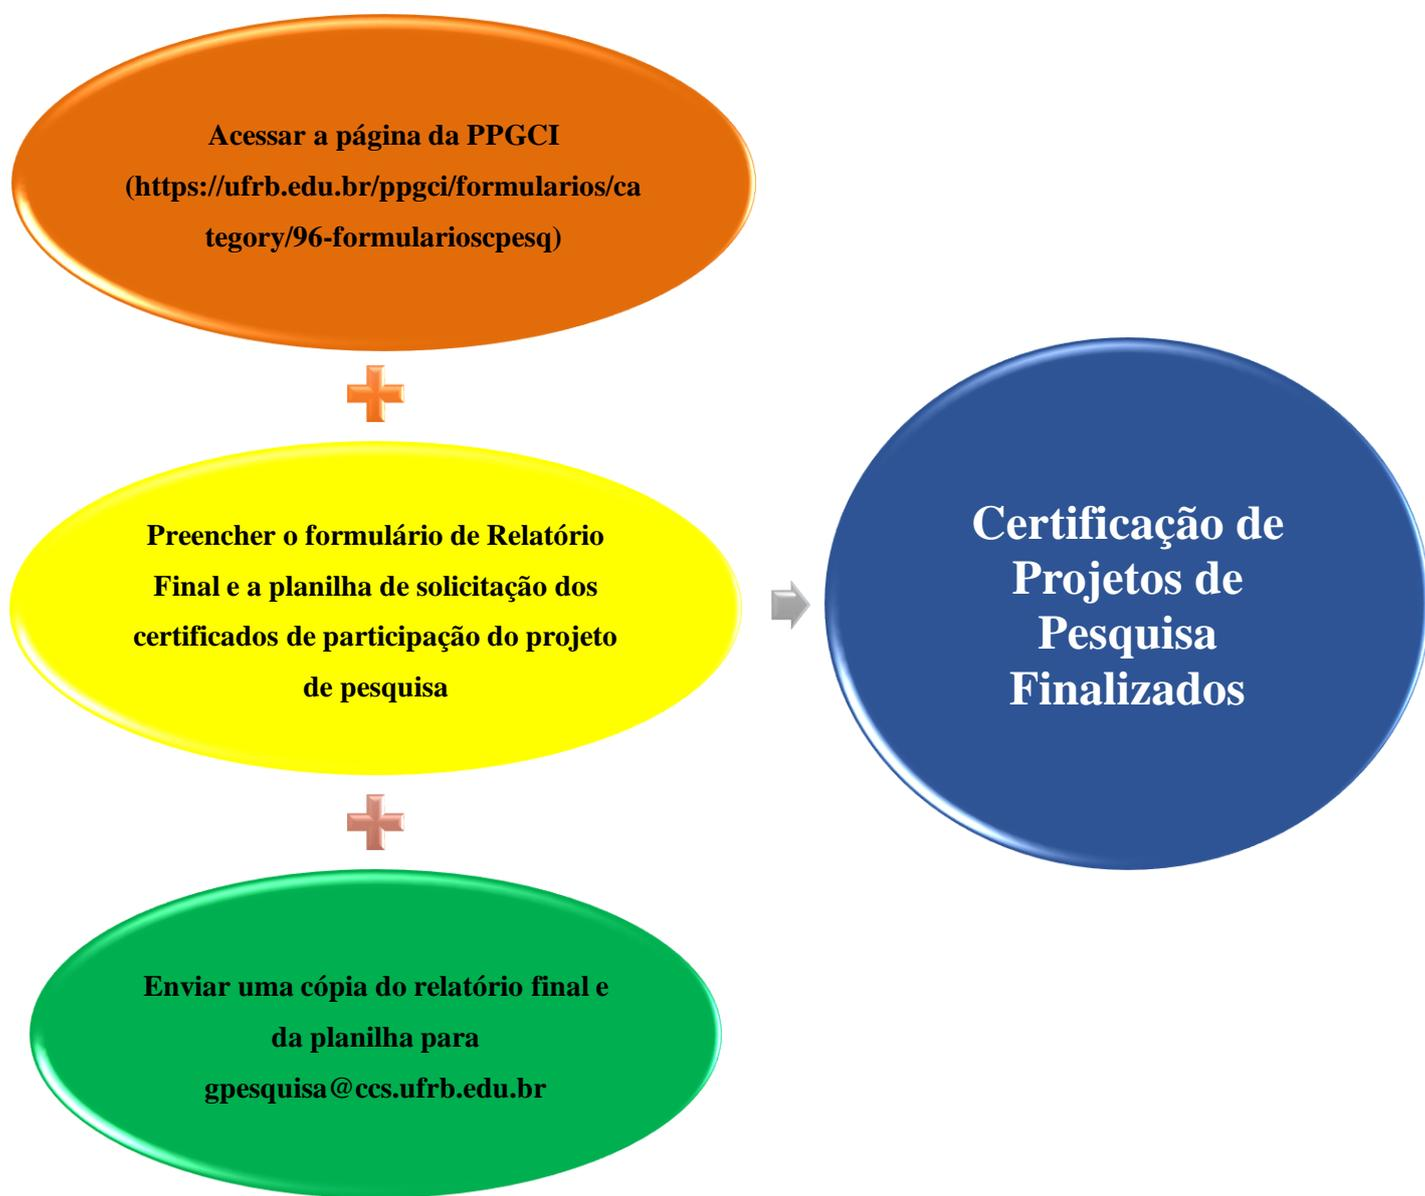 Acessar a página da PPGCI
(https://ufrb.edu.br/ppgci/formularios/ca
tegory/96-formularioscpesq)
Preencher o formulário de Relatório
Final e a planilha de solicitação dos
certificados de participação do projeto
de pesquisa
Enviar uma cópia do relatório final e
da planilha para
gpesquisa@ccs.ufrb.edu.br
Certificação de
Projetos de
Pesquisa
Finalizados